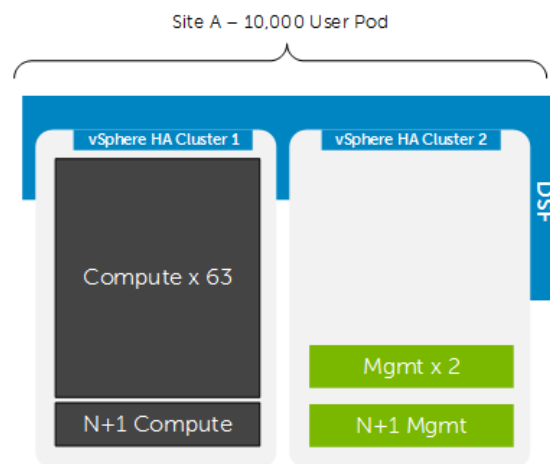 Site A – 10,000 User Pod
vSphere HA Cluster 1
vSphere HA Cluster 2
Compute x 63
N+1 Compute
Mgmt x 2
N+1 Mgmt